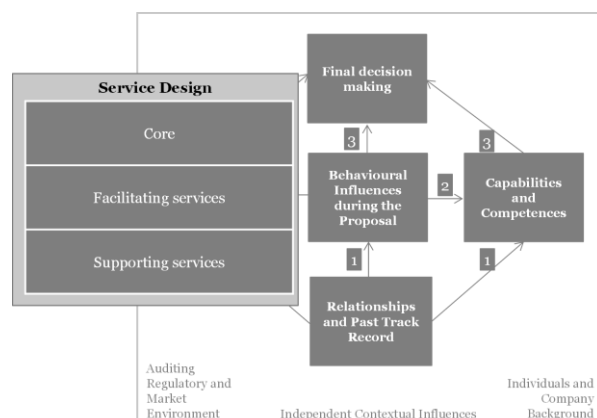 Service Design
Core
Facilitating services
Supporting services
Final decision
making
3
3
Behavioural
Influences
during the
Proposal
2
Capabilities
and
Competences
1
1
Relationships
and Past Track
Record
Auditing
Regulatory and
Market
Environment
Independent Contextual Influences
Individuals and
Company
Background